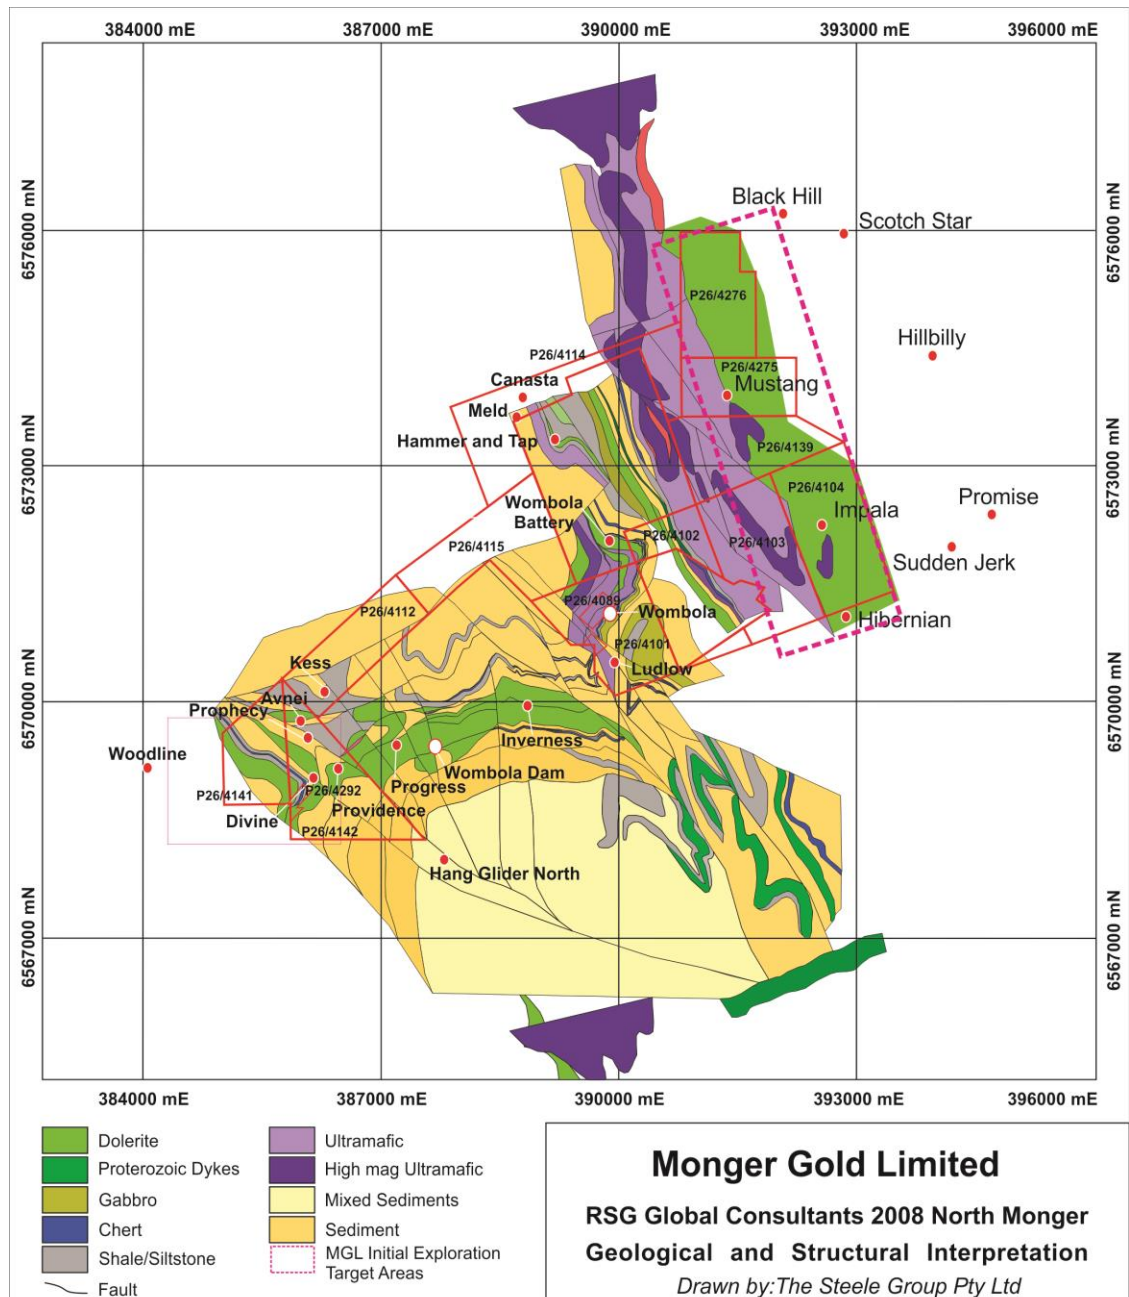 384000 mE
387000 mE
390000 mE
393000 mE
396000 mE
6576000 mN
6576000 mN
Black Hill
Scotch Star
P26/4276
Hillbilly
P26/4114
P26/4275
Canasta
Mustang
Meld
Hammer and Tap
P26/4139
6573000 mN
6573000 mN
P26/4104
Wombola
Battery
Promise
Impala
P26/4102
P26/4103
P26/4115
Sudden Jerk
P26/4089
P26/4112
Wombola
Hibernian
P26/4101
Kess
Ludlow
Avnei
6570000 mN
6570000 mN
Prophecy
Inverness
Woodline
Wombola Dam
Progress
P26/4141
P26/4292
Providence
Divine
P26/4142
Hang Glider North
6567000 mN
6567000 mN
384000 mE
387000 mE
390000 mE
393000 mE
396000 mE
Dolerite
Proterozoic Dykes
Gabbro
Chert
Shale/Siltstone
Fault
Ultramafic
High mag Ultramafic
Mixed Sediments
Sediment
MGL Initial Exploration
Target Areas
Monger Gold Limited
RSG Global Consultants 2008 North Monger
Geological and Structural Interpretation
Drawn by:The Steele Group Pty Ltd